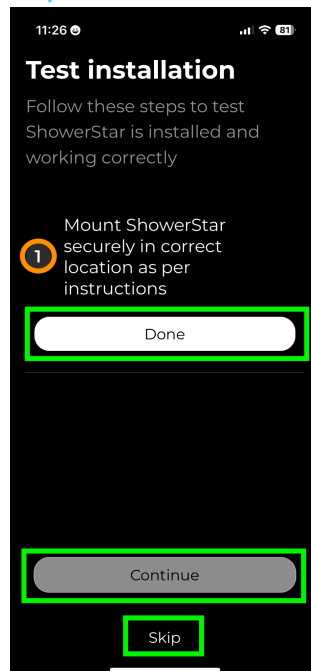 11:26
81
Test installation
Follow these steps to test
ShowerStar is installed and
working correctly
1
Mount ShowerStar
securely in correct
location as per
instructions
Done
Continue
Skip